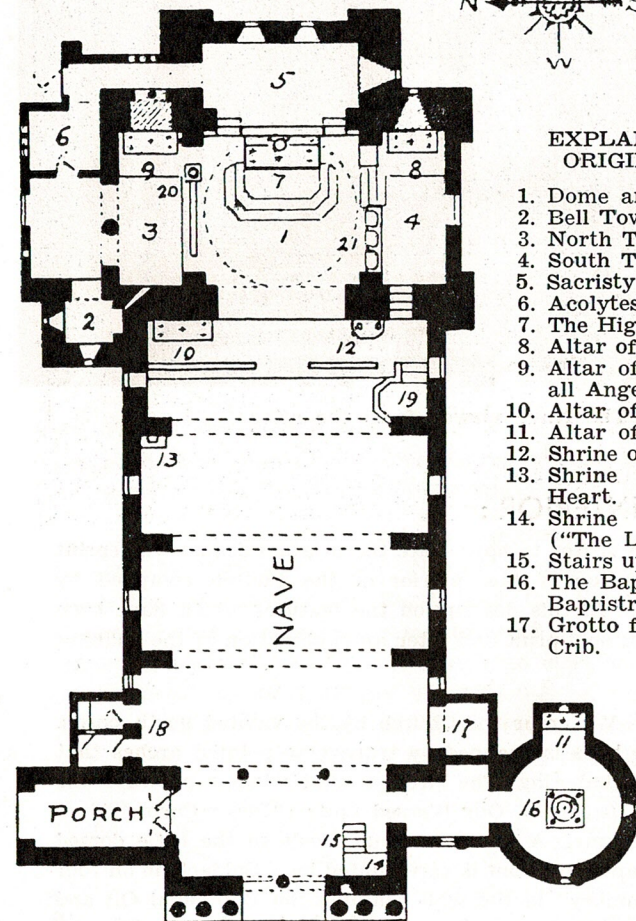 N S
W
5
6
9
20
7
8
3
1
21
4
2
10
12
19
13
NAVE
18
17
11
PORCH
16
15
14
EXPLA
ORIGI
1. Dome a
2. Bell Tow
3. North T
4. South T
5. Sacristy
6. Acolytes
7. The Hig
8. Altar of
9. Altar of
all Ange
10. Altar of
11. Altar of
12. Shrine o
13. Shrine
Heart.
14. Shrine
("The L
15. Stairs u
16. The Bap
Baptistr
17. Grotto f
Crib.